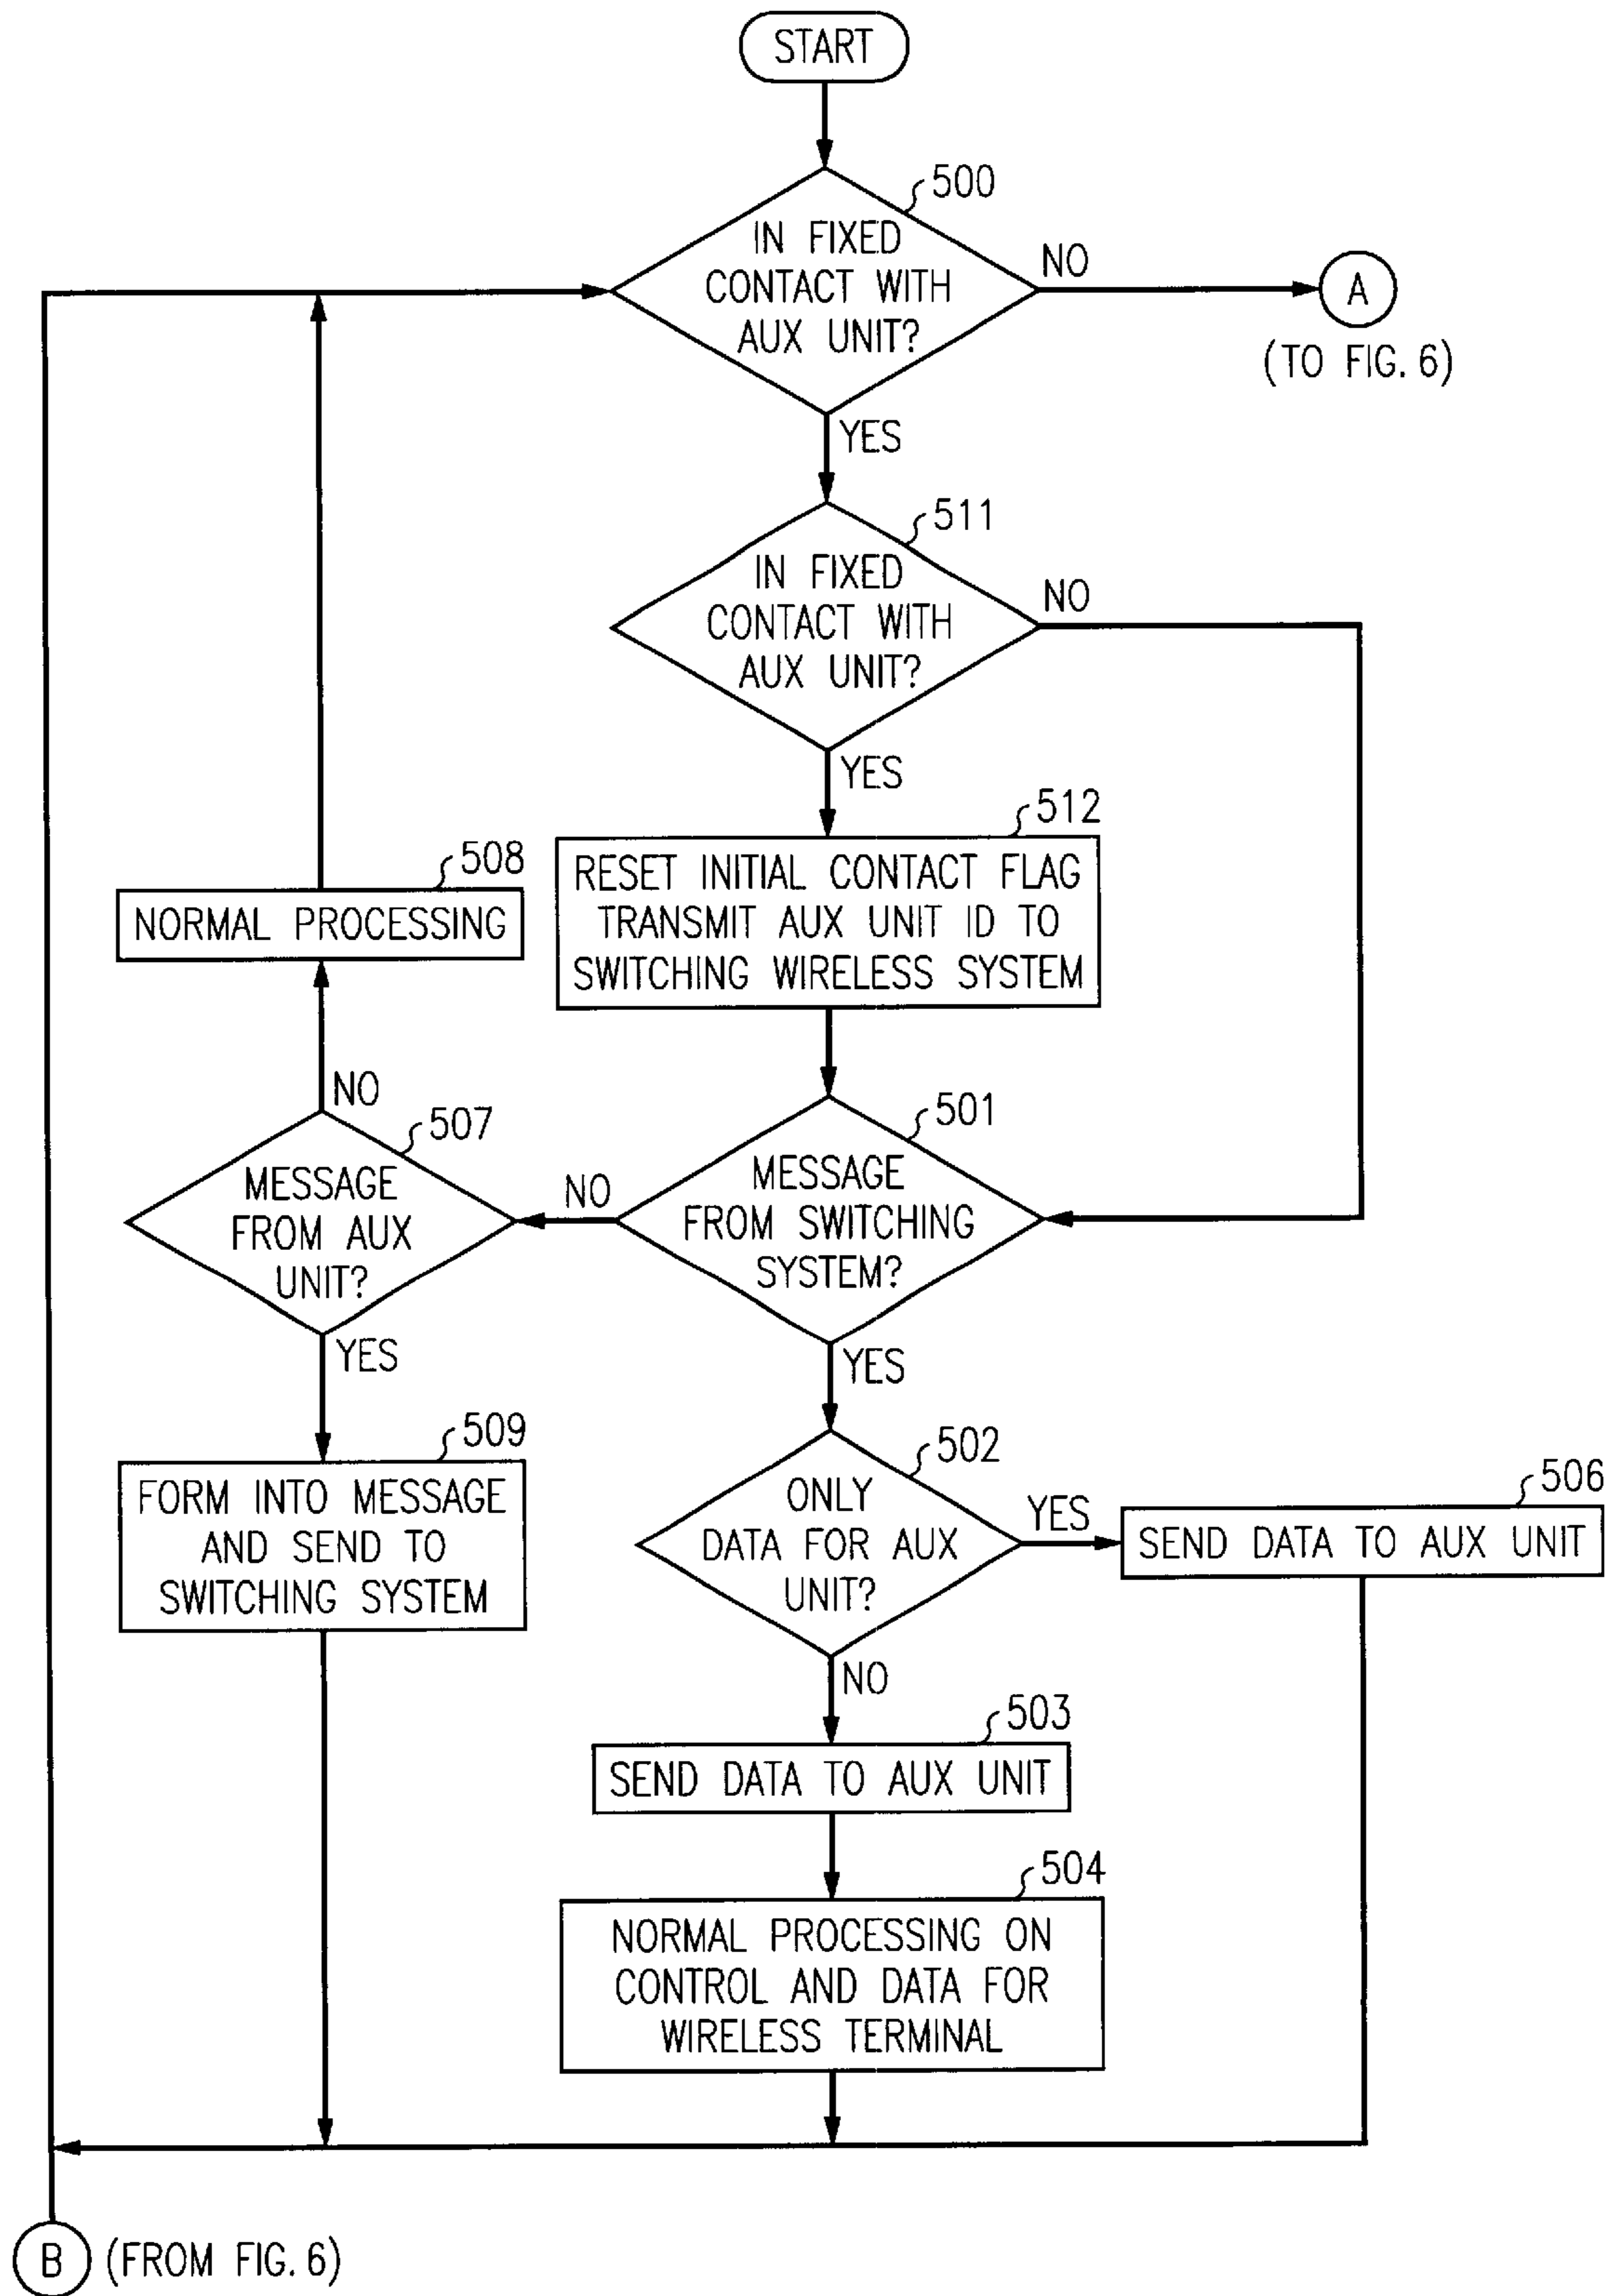 START
500
IN FIXED
CONTACT WITH
AUX UNIT?
NO
A
(TO FIG. 6)
YES
511
IN FIXED
CONTACT WITH
AUX UNIT?
NO
YES
512
RESET INITIAL CONTACT FLAG
TRANSMIT AUX UNIT ID TO
SWITCHING WIRELESS SYSTEM
508
NORMAL PROCESSING
NO
507
MESSAGE
FROM AUX
UNIT?
NO
501
MESSAGE
FROM SWITCHING
SYSTEM?
YES
YES
509
FORM INTO MESSAGE
AND SEND TO
SWITCHING SYSTEM
502
ONLY
DATA FOR AUX
UNIT?
YES
506
SEND DATA TO AUX UNIT
NO
503
SEND DATA TO AUX UNIT
504
NORMAL PROCESSING ON
CONTROL AND DATA FOR
WIRELESS TERMINAL
B
(FROM FIG. 6)